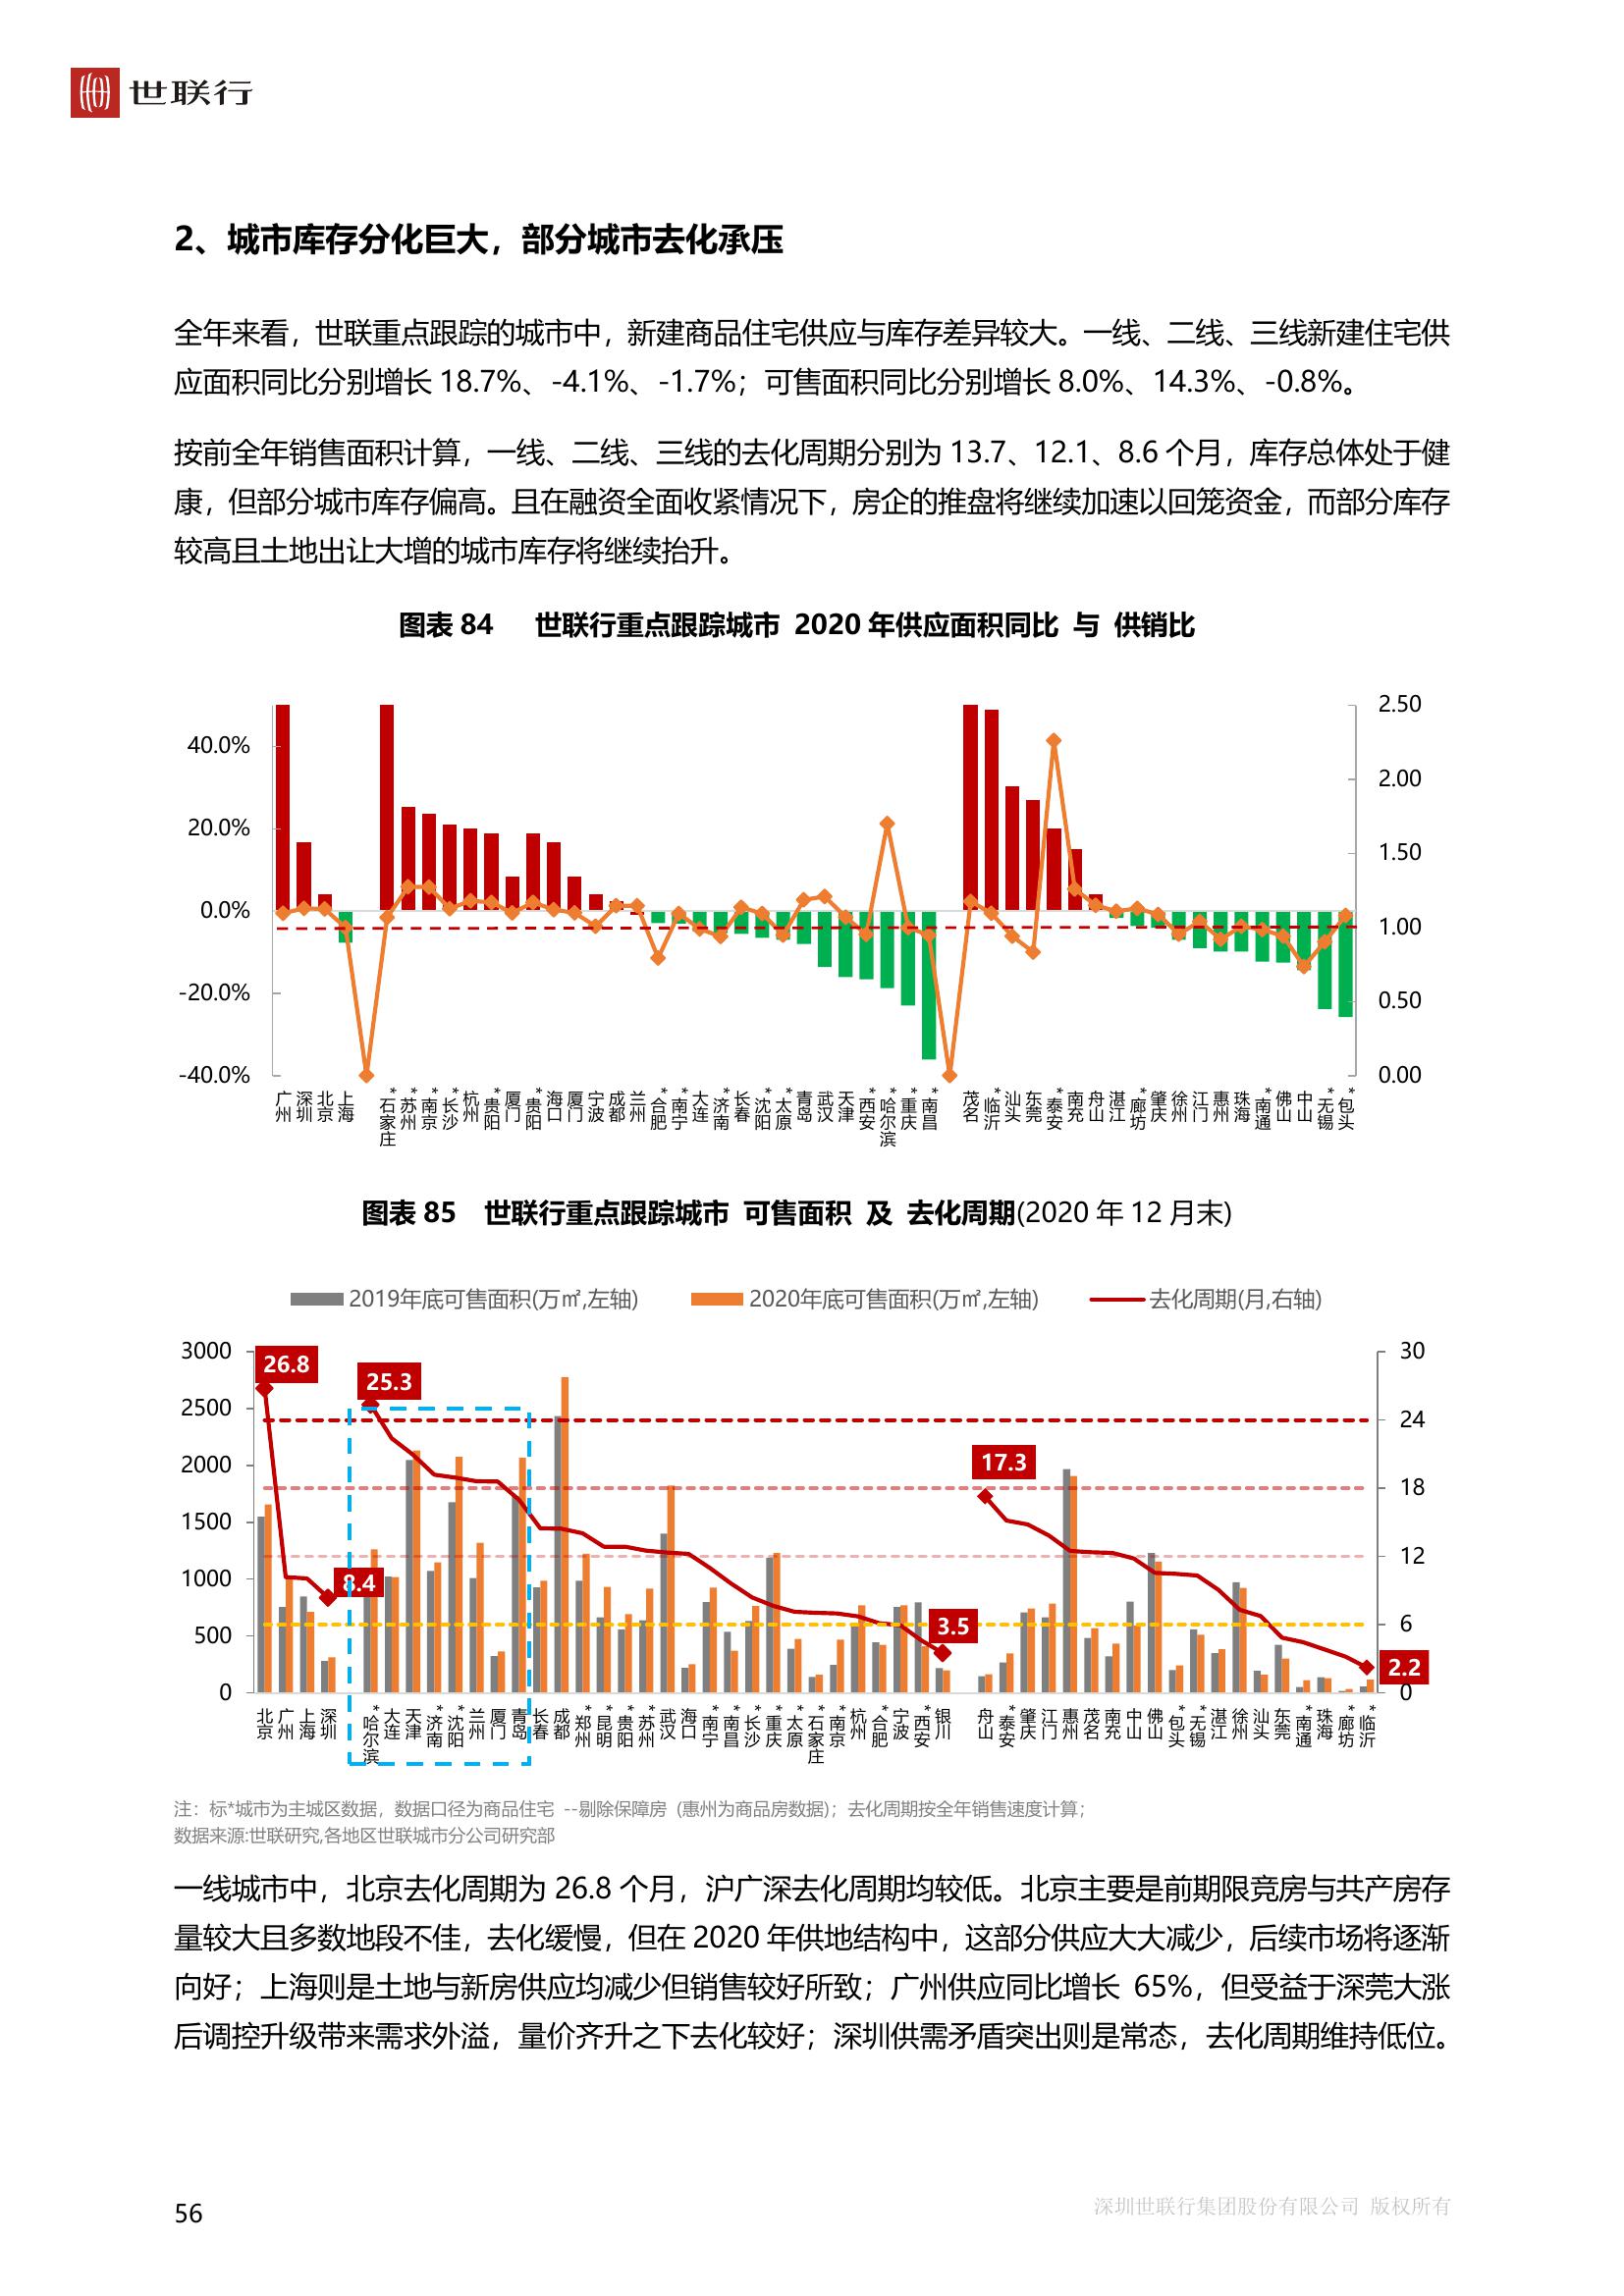 世联行
2、城市库存分化巨大，部分城市去化承压
全年来看，世联重点跟踪的城市中，新建商品住宅供应与库存差异较大。一线、二线、三线新建住宅供
应面积同比分别增长 18.7%、-4.1%、-1.7%；可售面积同比分别增长 8.0%、14.3%、-0.8%。
按前全年销售面积计算，一线、二线、三线的去化周期分别为 13.7、12.1、8.6 个月，库存总体处于健
康，但部分城市库存偏高。且在融资全面收紧情况下，房企的推盘将继续加速以回笼资金，而部分库存
较高且土地出让大增的城市库存将继续抬升。
图表 84 世联行重点跟踪城市 2020 年供应面积同比 与 供销比
40.0%
20.0%
0.0%
-20.0%
-40.0%
2.50
2.00
1.50
1.00
0.50
0.00
广州 深圳 北京 上海 石家庄* 苏州* 南京* 长沙* 杭州 贵阳* 厦门 贵阳* 海口 厦门 宁波 成都 兰州 合肥* 南宁* 大连 济南* 长春 沈阳* 太原* 青岛 武汉 天津 西安* 哈尔滨* 重庆* 南昌* 茂名 临沂* 汕头 东莞 泰安* 南充 舟山 湛江 廊坊* 肇庆 徐州 江门 惠州 珠海 南通* 佛山 中山 无锡* 包头*
图表 85 世联行重点跟踪城市 可售面积 及 去化周期(2020 年 12 月末)
2019年底可售面积(万㎡,左轴) 2020年底可售面积(万㎡,左轴) 去化周期(月,右轴)
3000
2500
2000
1500
1000
500
0
30
24
18
12
6
0
26.8
8.4
25.3
3.5
17.3
2.2
北京 广州 上海 深圳 哈尔滨* 大连 天津 济南* 沈阳* 兰州 厦门 青岛 长春 成都 郑州* 昆明* 贵阳* 苏州* 武汉 海口 南宁* 南昌* 长沙* 重庆* 太原* 石家庄* 南京* 杭州 合肥* 宁波 西安* 银川 舟山 泰安* 肇庆 江门 惠州 茂名 南充 中山 佛山 包头* 无锡* 湛江 徐州 汕头 东莞 南通* 珠海 廊坊* 临沂*
注：标*城市为主城区数据，数据口径为商品住宅 --剔除保障房（惠州为商品房数据）；去化周期按全年销售速度计算；
数据来源:世联研究,各地区世联城市分公司研究部
一线城市中，北京去化周期为 26.8 个月，沪广深去化周期均较低。北京主要是前期限竞房与共产房存
量较大且多数地段不佳，去化缓慢，但在 2020 年供地结构中，这部分供应大大减少，后续市场将逐渐
向好；上海则是土地与新房供应均减少但销售较好所致；广州供应同比增长 65%，但受益于深莞大涨
后调控升级带来需求外溢，量价齐升之下去化较好；深圳供需矛盾突出则是常态，去化周期维持低位。
56
深圳世联行集团股份有限公司 版权所有